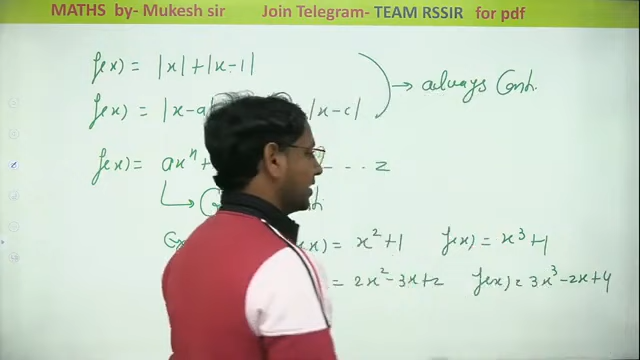 MATHS by- Mukesh sir Join Telegram- TEAM RSSIR for pdf
f(x) = |x| + |x-1|
→ always Cont.
f(x) = |x-a| |x-c|
f(x) = ax^n + - - - z
f(x) = x^2+1 f(x) = x^3+1
= 2x^2-3x+2 f(x) = 3x^3-2x+4